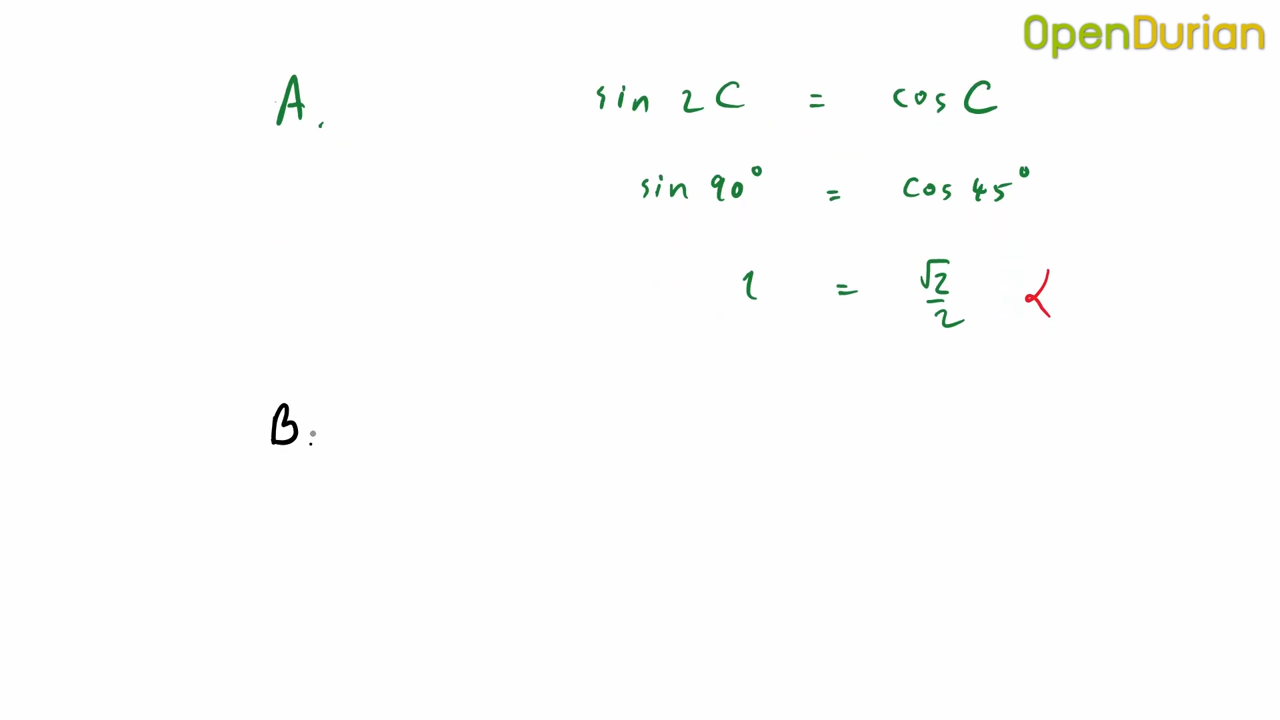 OpenDurian
A. sin 2C = cos C
sin 90° = cos 45°
1 = √2/2
B.